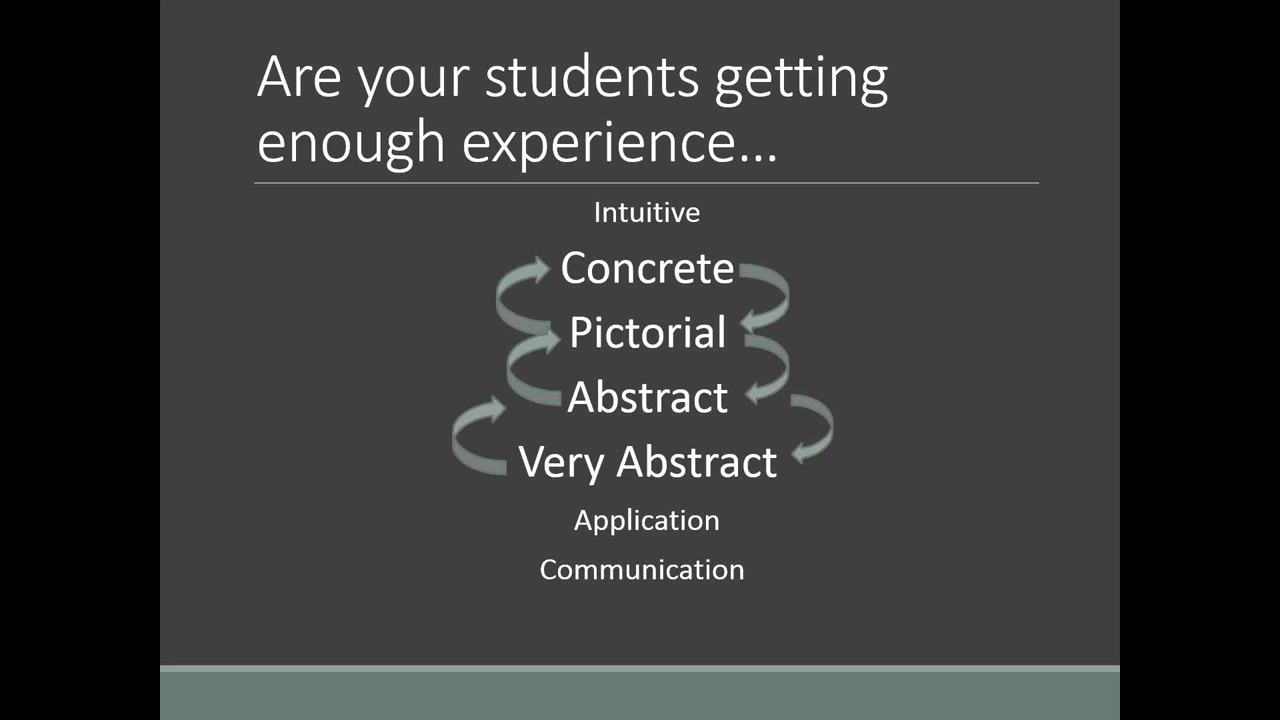 Are your students getting
enough experience...
Intuitive
Concrete
Pictorial
Abstract
Very Abstract
Application
Communication